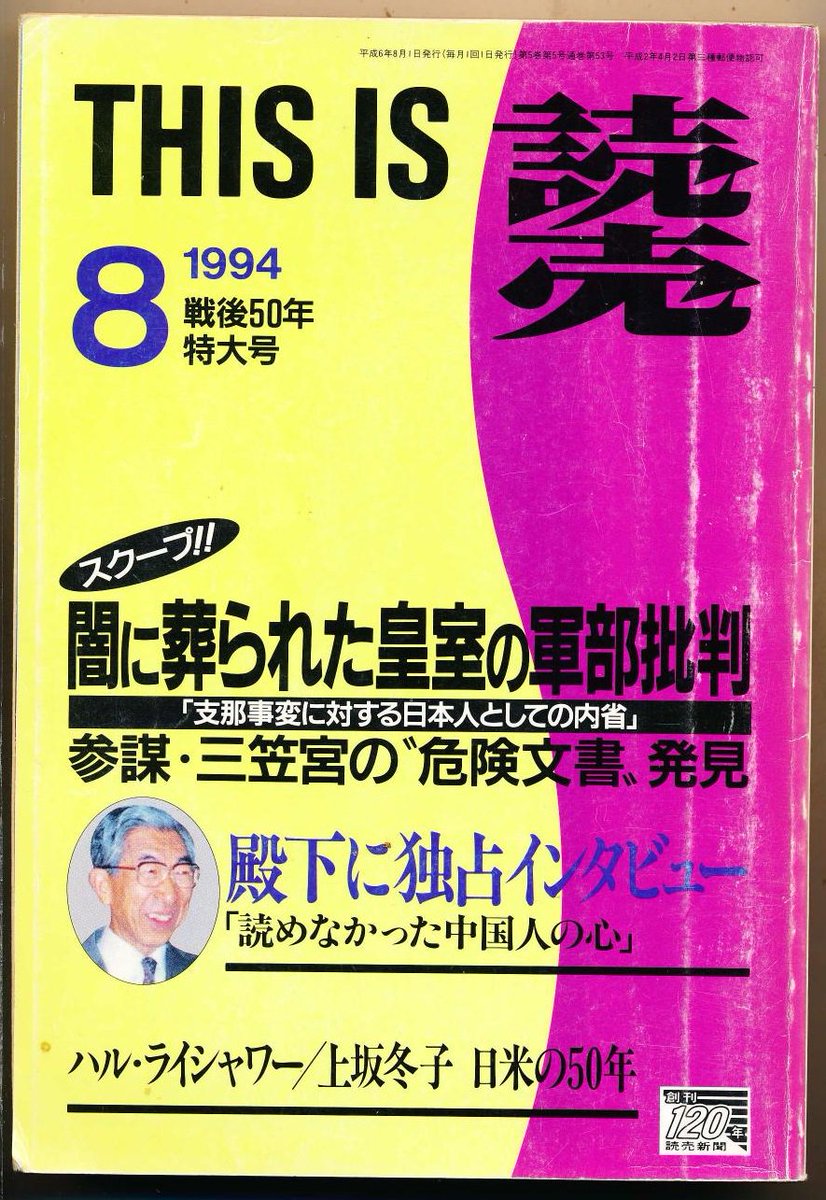 平成6年8月1日発行(毎月1回1日発行)第5巻第5号通巻第53号 平成2年4月2日第三種郵便物認可
THIS IS 読売
8
1994
戦後50年
特大号
スクープ!!
闇に葬られた皇室の軍部批判
「支那事変に対する日本人としての内省」
参謀・三笠宮の〝危険文書〟発見
殿下に独占インタビュー
「読めなかった中国人の心」
ハル・ライシャワー/上坂冬子 日米の50年
創刊
120年
読売新聞